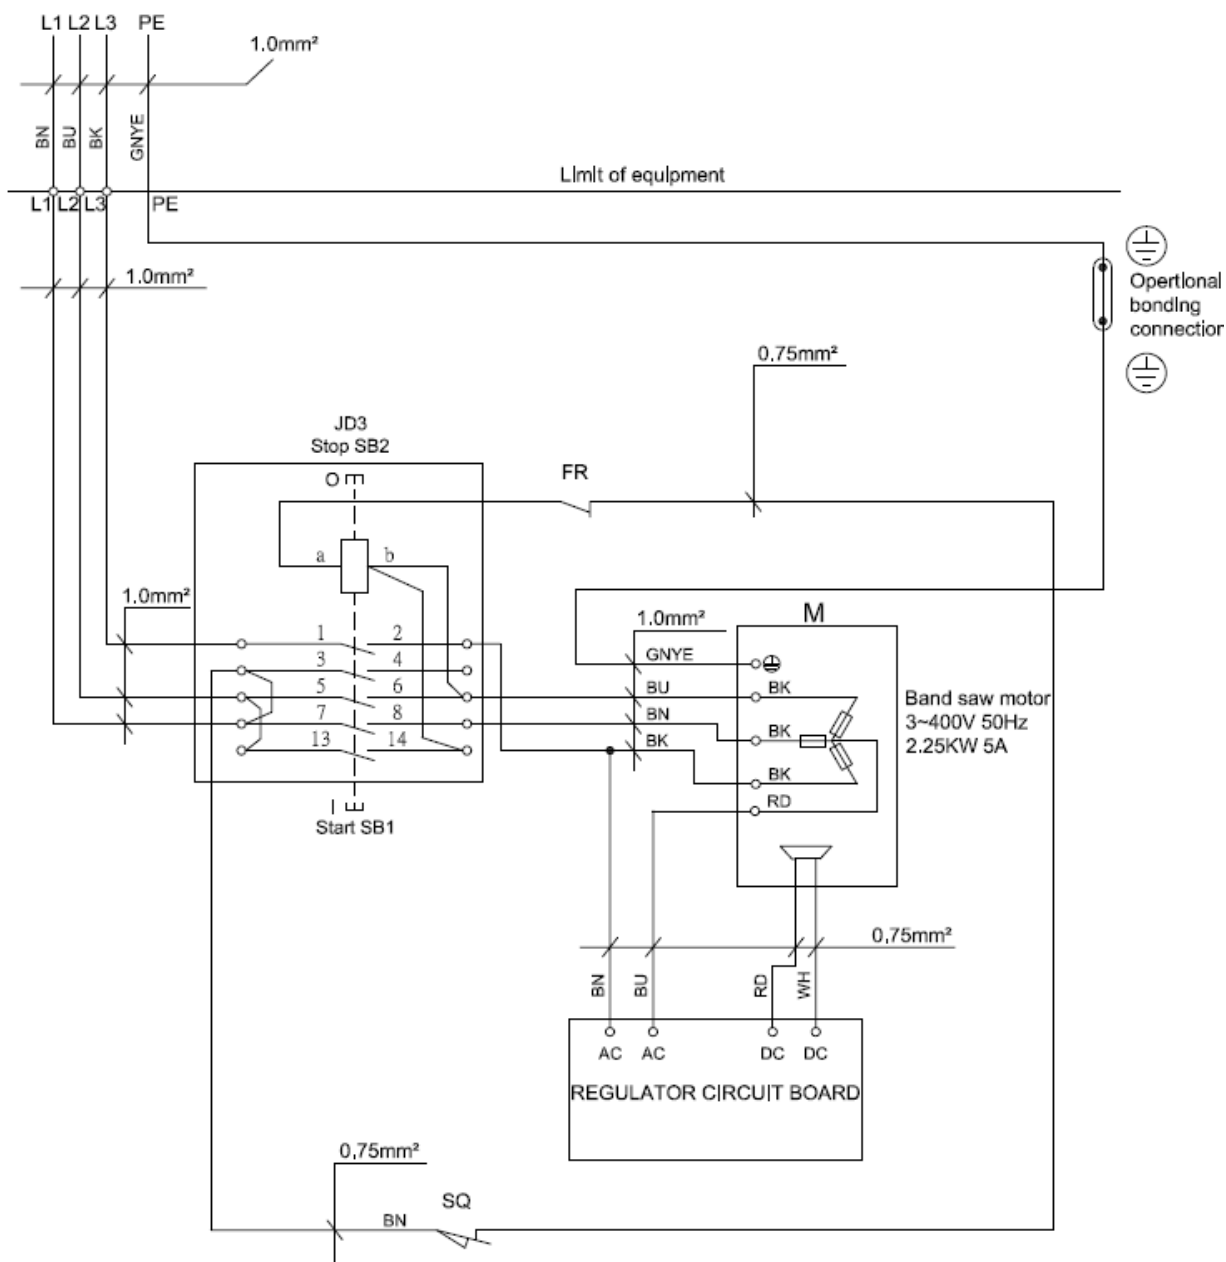 L1 L2 L3 PE
1.0mm²
BN BU BK GNYE
Limit of equipment
L1 L2 L3 PE
1.0mm²
Opertional
bonding
connection
0.75mm²
JD3
Stop SB2
O
FR
a b
1.0mm²
M
1.0mm²
1 2
GNYE
3 4
BU BK
5 6
BN
7 8
BK BK
13 14
BK
RD
Band saw motor
3~400V 50Hz
2.25KW 5A
I
Start SB1
0,75mm²
BN BU RD WH
AC AC DC DC
REGULATOR CIRCUIT BOARD
0,75mm²
SQ
BN